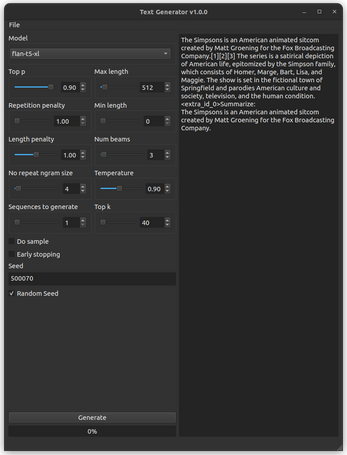 Text Generator v1.0.0
File
Model
flan-t5-xl
Top p
Max length
0.90
512
Repetition penalty
Min length
1.00
0
Length penalty
Num beams
1.00
3
No repeat ngram size
Temperature
4
0.90
Sequences to generate
Top k
1
40
Do sample
Early stopping
Seed
500070
Random Seed
Generate
0%
The Simpsons is an American animated sitcom
created by Matt Groening for the Fox Broadcasting
Company.[1][2][3] The series is a satirical depiction
of American life, epitomized by the Simpson family,
which consists of Homer, Marge, Bart, Lisa, and
Maggie. The show is set in the fictional town of
Springfield and parodies American culture and
society, television, and the human condition.
<extra_id_0>Summarize:
The Simpsons is an American animated sitcom
created by Matt Groening for the Fox Broadcasting
Company.